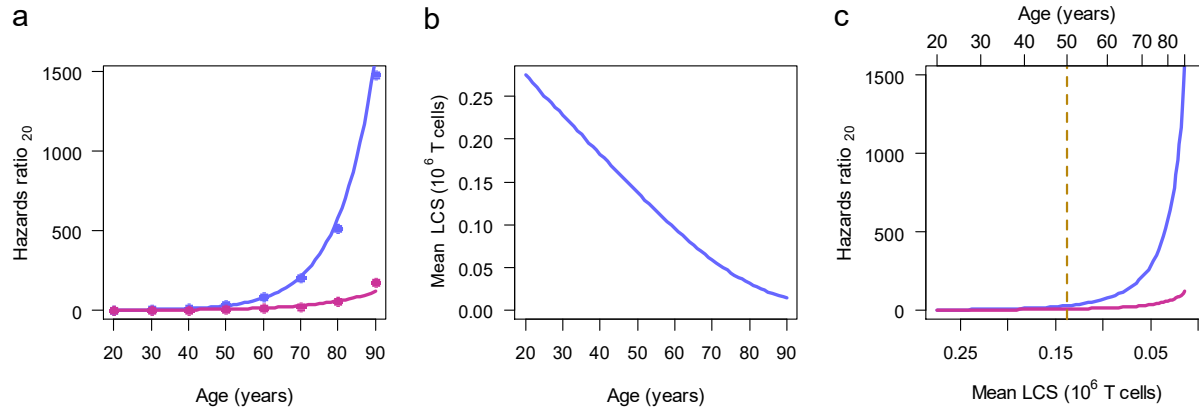 a
Hazards ratio 20
1500
1000
500
0
20 30 40 50 60 70 80 90
Age (years)
b
Mean LCS (10^6 T cells)
0.25
0.20
0.15
0.10
0.05
0.00
20 30 40 50 60 70 80 90
Age (years)
c
Age (years)
20 30 40 50 60 70 80
Hazards ratio 20
1500
1000
500
0
0.25 0.15 0.05
Mean LCS (10^6 T cells)